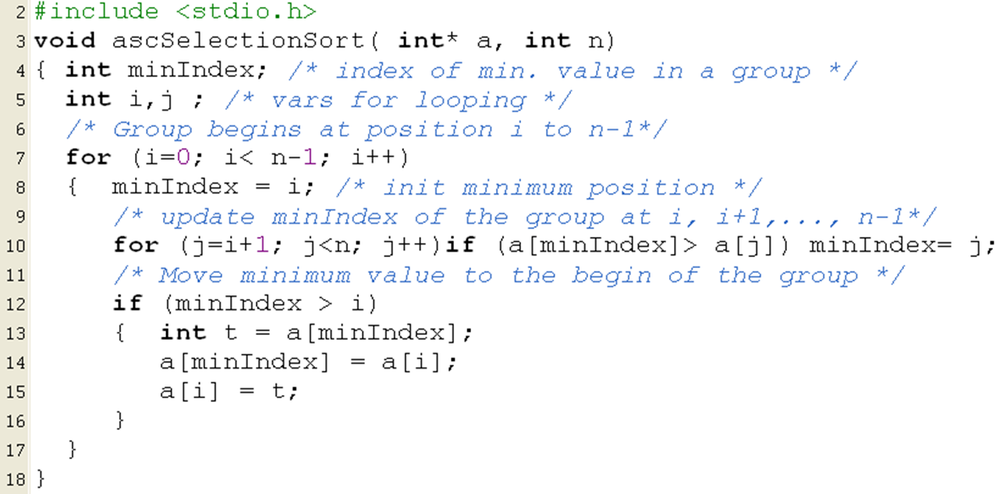 2 #include <stdio.h>
3 void ascSelectionSort( int* a, int n)
4 { int minIndex; /* index of min. value in a group */
5 int i,j ; /* vars for looping */
6 /* Group begins at position i to n-1*/
7 for (i=0; i< n-1; i++)
8 { minIndex = i; /* init minimum position */
9 /* update minIndex of the group at i, i+1,..., n-1*/
10 for (j=i+1; j<n; j++)if (a[minIndex]> a[j]) minIndex= j;
11 /* Move minimum value to the begin of the group */
12 if (minIndex > i)
13 { int t = a[minIndex];
14 a[minIndex] = a[i];
15 a[i] = t;
16 }
17 }
18 }